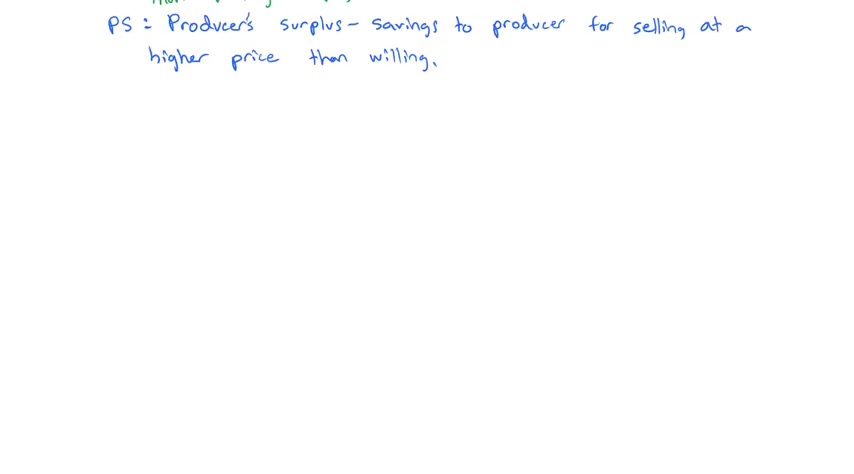 PS: Producer's surplus – savings to producer for selling at a
higher price than willing.